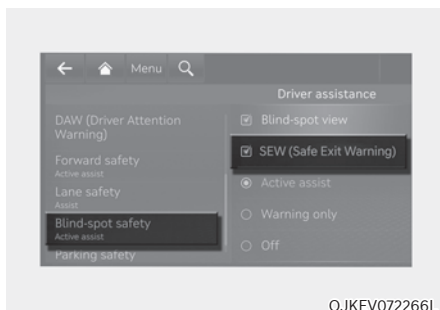 Menu
Driver assistance
DAW (Driver Attention
Warning)
Forward safety
Active assist
Lane safety
Assist
Blind-spot safety
Active assist
Parking safety
Blind-spot view
SEW (Safe Exit Warning)
Active assist
Warning only
Off
OJKEV072266L